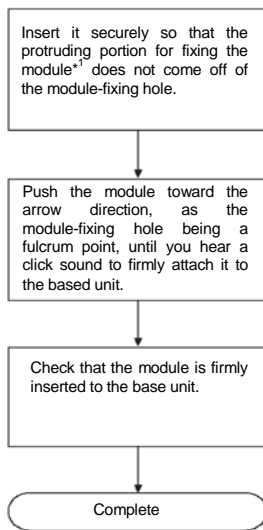 Insert it securely so that the
protruding portion for fixing the
module*1 does not come off of
the module-fixing hole.
Push the module toward the
arrow direction, as the
module-fixing hole being a
fulcrum point, until you hear a
click sound to firmly attach it to
the based unit.
Check that the module is firmly
inserted to the base unit.
Complete